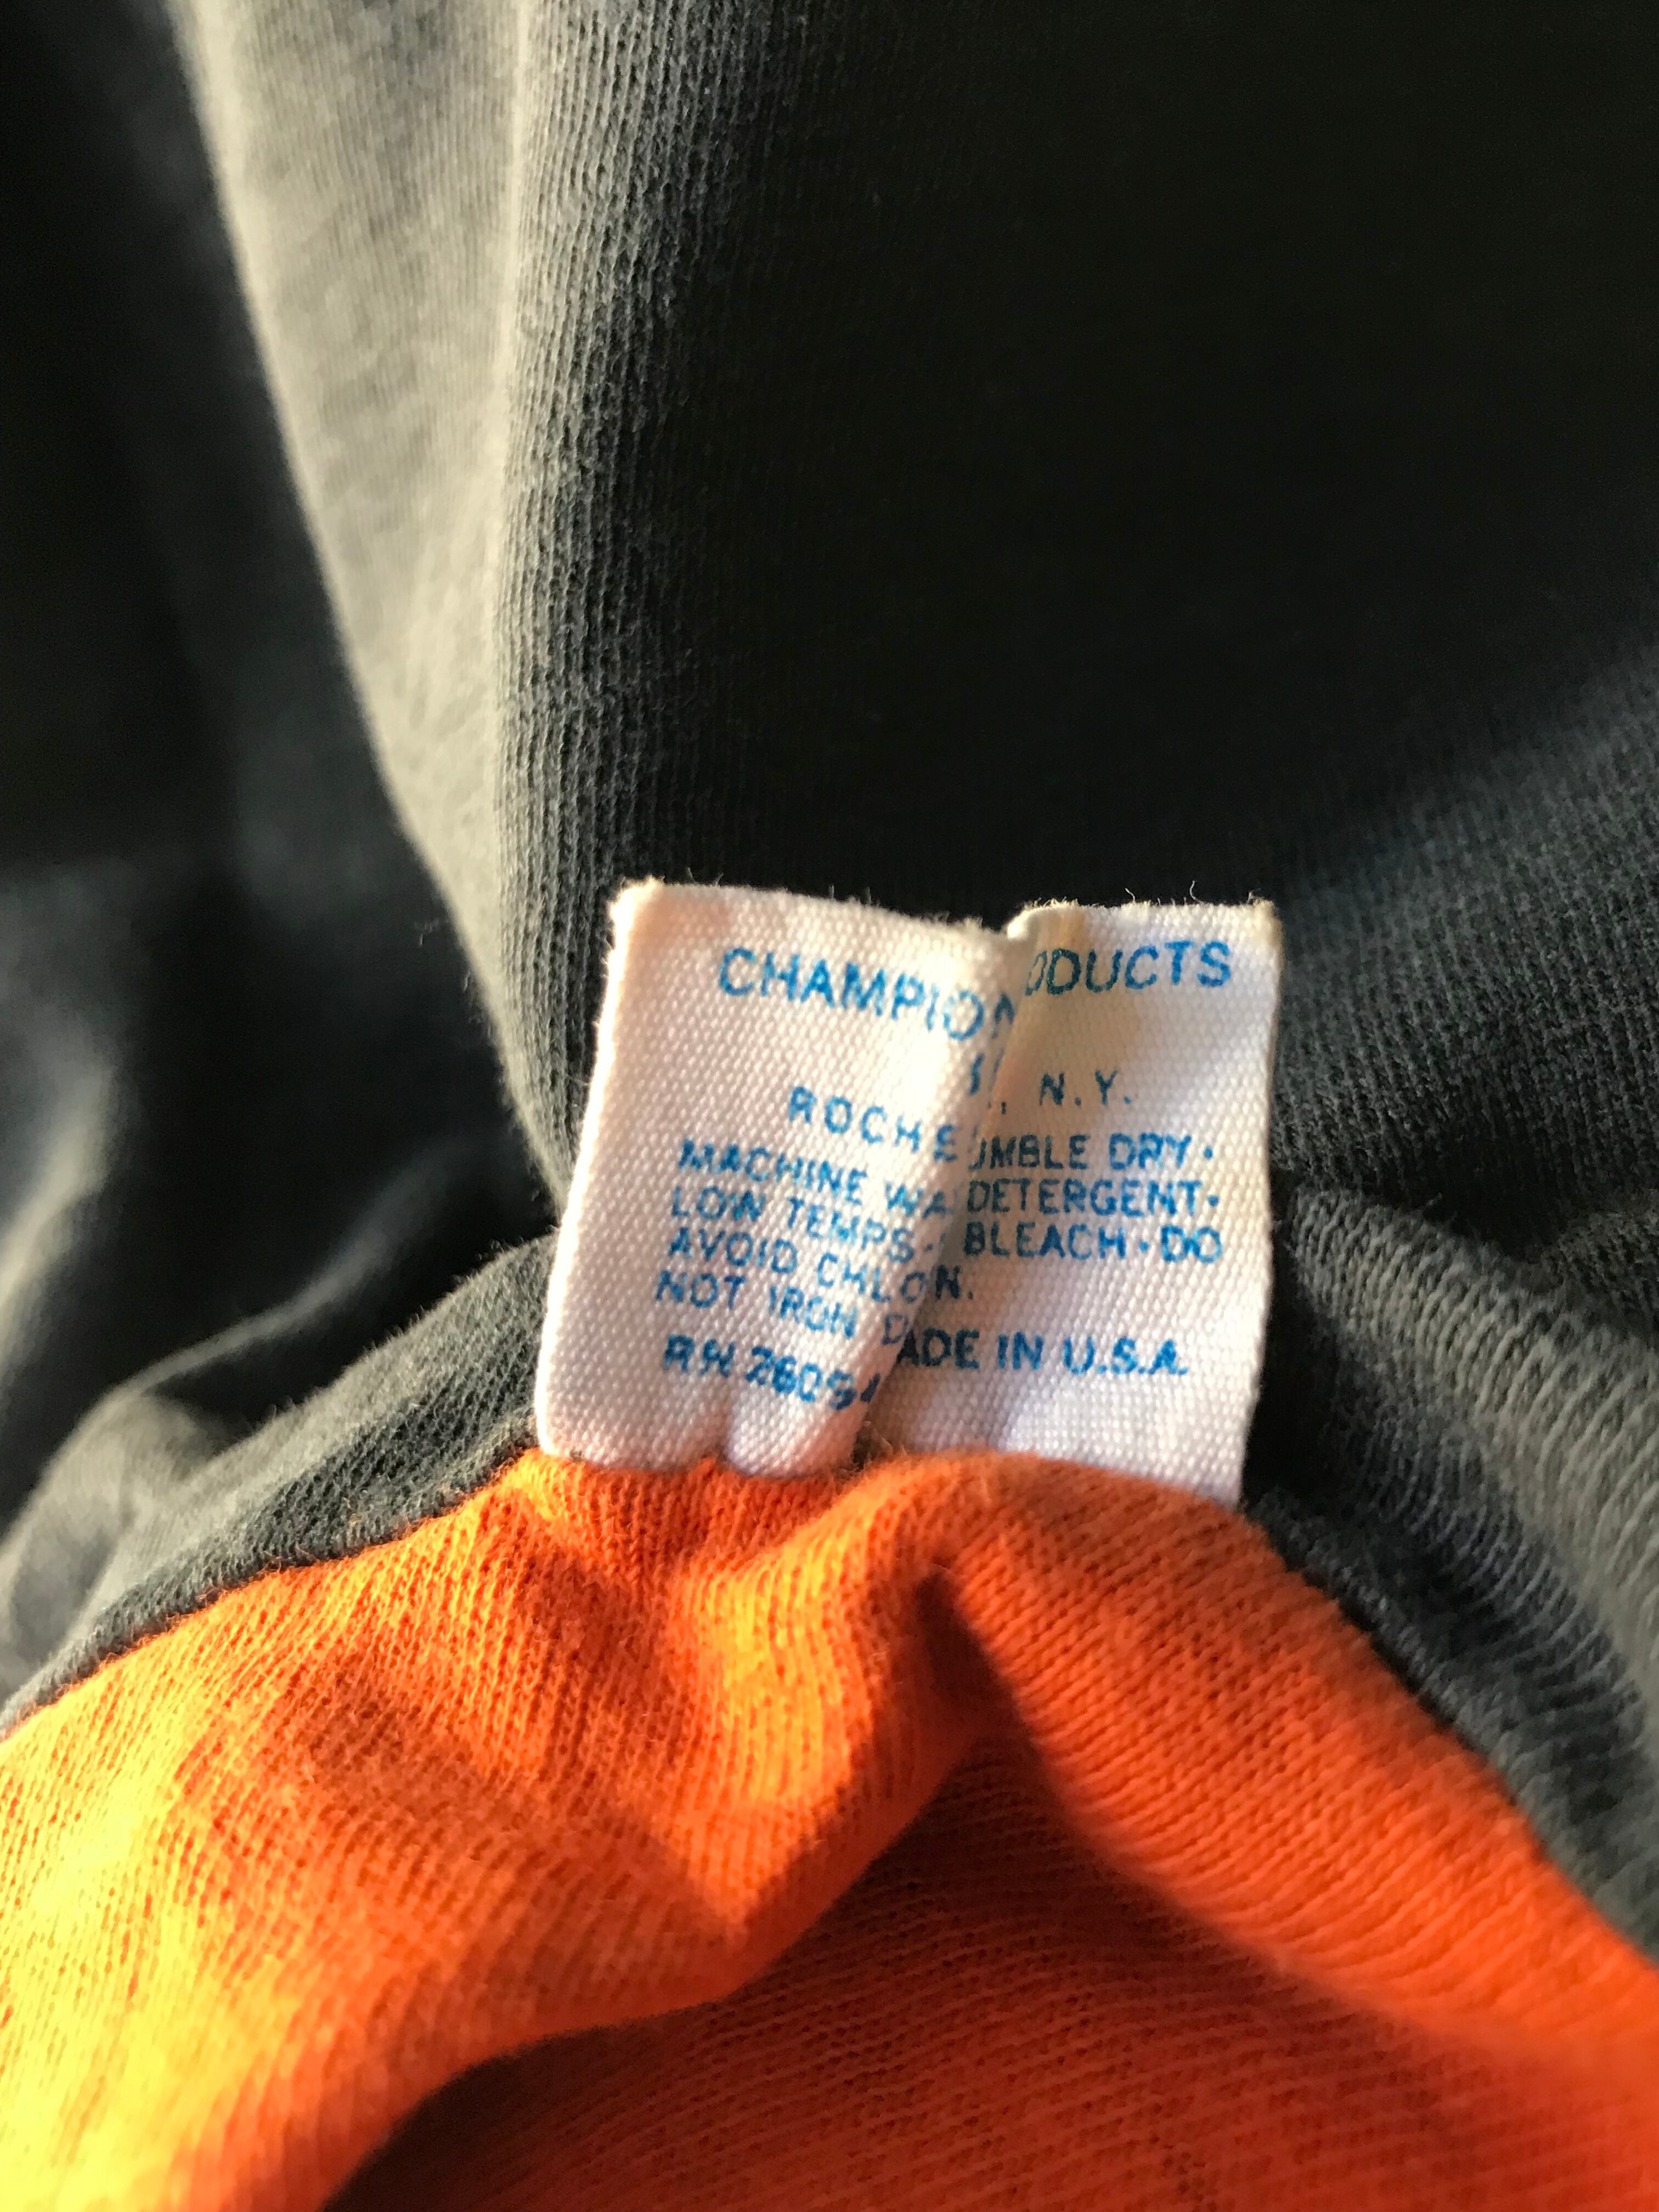 CHAMPION ODUCTS
ROCHE , N.Y.
MACHINE WA UMBLE DRY·
LOW TEMPS· DETERGENT·
AVOID CHLO BLEACH·DO
NOT IRON D N.
RN 26094 ADE IN U.S.A.